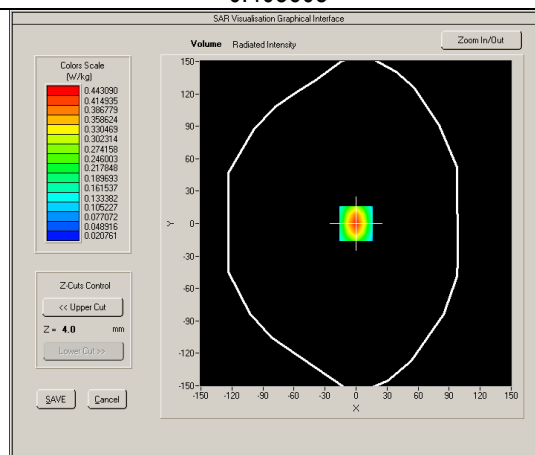 SAR Visualisation Graphical Interface
Volume Radiated Intensity
Zoom In/Out
Colors Scale
(W/kg)
0.443090
0.414935
0.386779
0.358624
0.330469
0.302314
0.274158
0.246003
0.217848
0.189693
0.161537
0.133382
0.105227
0.077072
0.048916
0.020761
Z-Cuts Control
<< Upper Cut
Z = 4.0 mm
Lower Cut >>
SAVE
Cancel
150
120
90
60
30
0
-30
-60
-90
-120
-150
Y
-150 -120 -90 -60 -30 0 30 60 90 120 150
X